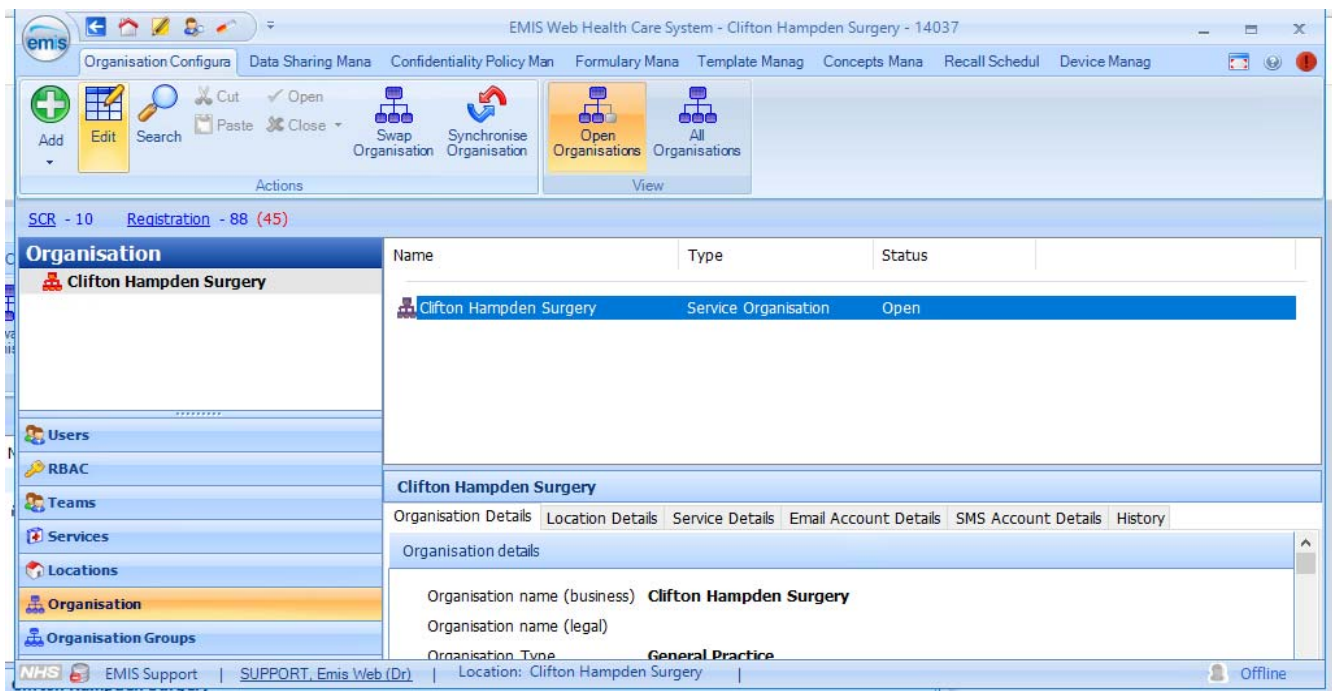 emis
EMIS Web Health Care System - Clifton Hampden Surgery - 14037
Organisation Configura Data Sharing Mana Confidentiality Policy Man Formulary Mana Template Manag Concepts Mana Recall Schedul Device Manag
Add Edit Search Cut Paste Open Close Swap Organisation Synchronise Organisation Open Organisations All Organisations
Actions View
SCR - 10 Registration - 88 (45)
Organisation
Clifton Hampden Surgery
Name Type Status
Clifton Hampden Surgery Service Organisation Open
Users
RBAC
Teams
Services
Locations
Organisation
Organisation Groups
Clifton Hampden Surgery
Organisation Details Location Details Service Details Email Account Details SMS Account Details History
Organisation details
Organisation name (business) Clifton Hampden Surgery
Organisation name (legal)
Organisation Type General Practice
NHS EMIS Support | SUPPORT, Emis Web (Dr) | Location: Clifton Hampden Surgery | Offline